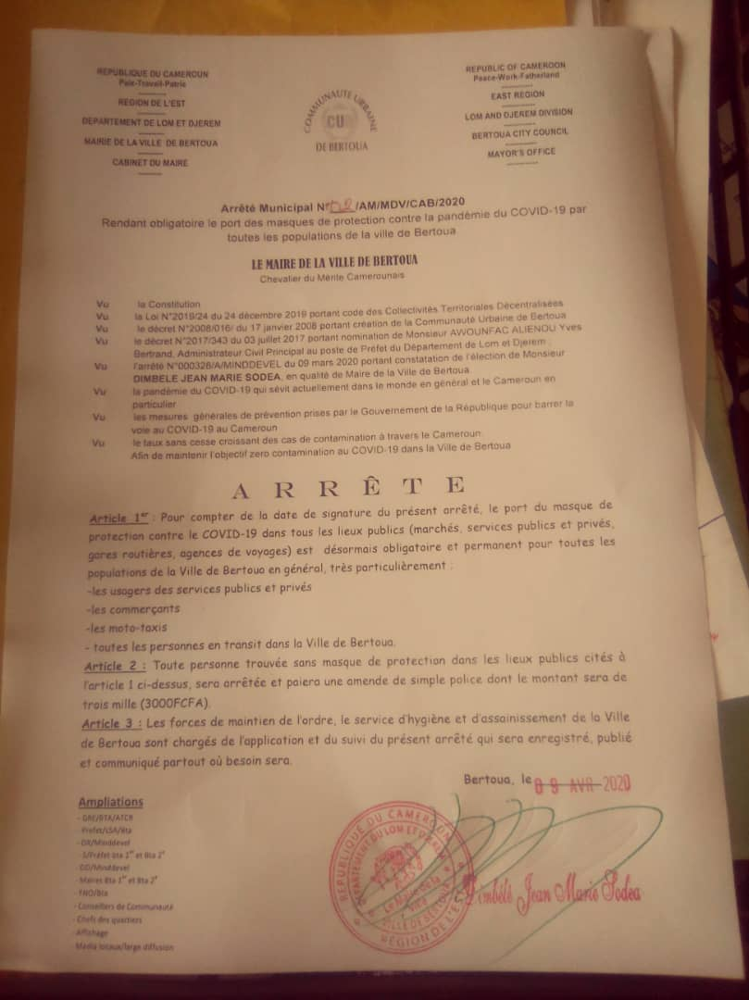 REPUBLIQUE DU CAMEROUN
Paix-Travail-Patrie
REGION DE L'EST
DEPARTEMENT DE LOM ET DJEREM
MAIRIE DE LA VILLE DE BERTOUA
CABINET DU MAIRE
COMMUNAUTE URBAINE
CU
DE BERTOUA
REPUBLIC OF CAMEROON
Peace-Work-Fatherland
EAST REGION
LOM AND DJEREM DIVISION
BERTOUA CITY COUNCIL
MAYOR'S OFFICE
Arrêté Municipal N° 02 /AM/MDV/CAB/2020
Rendant obligatoire le port des masques de protection contre la pandémie du COVID-19 par
toutes les populations de la ville de Bertoua
LE MAIRE DE LA VILLE DE BERTOUA
Chevalier du Mérite Camerounais
Vu la Constitution
Vu la Loi N°2019/24 du 24 décembre 2019 portant code des Collectivités Territoriales Décentralisées
Vu le décret N°2008/016/ du 17 janvier 2008 portant création de la Communauté Urbaine de Bertoua
Vu le décret N°2017/343 du 03 juillet 2017 portant nomination de Monsieur AWOUNFAC ALIENOU Yves
Bertrand, Administrateur Civil Principal au poste de Préfet du Département de Lom et Djerem ;
Vu l'arrêté N°000326/A/MINDDEVEL du 09 mars 2020 portant constatation de l'élection de Monsieur
DIMBELE JEAN MARIE SODEA, en qualité de Maire de la Ville de Bertoua.
Vu la pandémie du COVID-19 qui sévit actuellement dans le monde en général et le Cameroun en
particulier
Vu les mesures générales de prévention prises par le Gouvernement de la République pour barrer la
voie au COVID-19 au Cameroun
Vu le taux sans cesse croissant des cas de contamination à travers le Cameroun.
Afin de maintenir l'objectif zero contamination au COVID-19 dans la Ville de Bertoua
ARRÊTE
Article 1er : Pour compter de la date de signature du présent arrêté, le port du masque de
protection contre le COVID-19 dans tous les lieux publics (marchés, services publics et privés,
gares routières, agences de voyages) est désormais obligatoire et permanent pour toutes les
populations de la Ville de Bertoua en général, très particulièrement :
-les usagers des services publics et privés
-les commerçants
-les moto-taxis
- toutes les personnes en transit dans la Ville de Bertoua.
Article 2 : Toute personne trouvée sans masque de protection dans les lieux publics cités à
l'article 1 ci-dessus, sera arrêtée et paiera une amende de simple police dont le montant sera de
trois mille (3000FCFA).
Article 3 : Les forces de maintien de l'ordre, le service d'hygiène et d'assainissement de la Ville
de Bertoua sont chargés de l'application et du suivi du présent arrêté qui sera enregistré, publié
et communiqué partout où besoin sera.
Bertoua, le 09 AVR 2020
Ampliations
- GRE/BTA/ATCR
- Prefet/LSA/Bta
- DR/Minddevel
- S/Préfet Bta 1er et Bta 2e
- DD/Minddevel
- Maires Bta 1er et Bta 2e
- FNO/Bta
- Conseillers de Communauté
- Chefs des quartiers
- Affichage
- Media locaux/large diffusion
REPUBLIQUE DU CAMEROUN
DEPARTEMENT DU LOM ET DJEREM
Le Maire de la
Ville
VILLE DE BERTOUA
REGION DE L'EST
Dimbélé Jean Marie Sodea